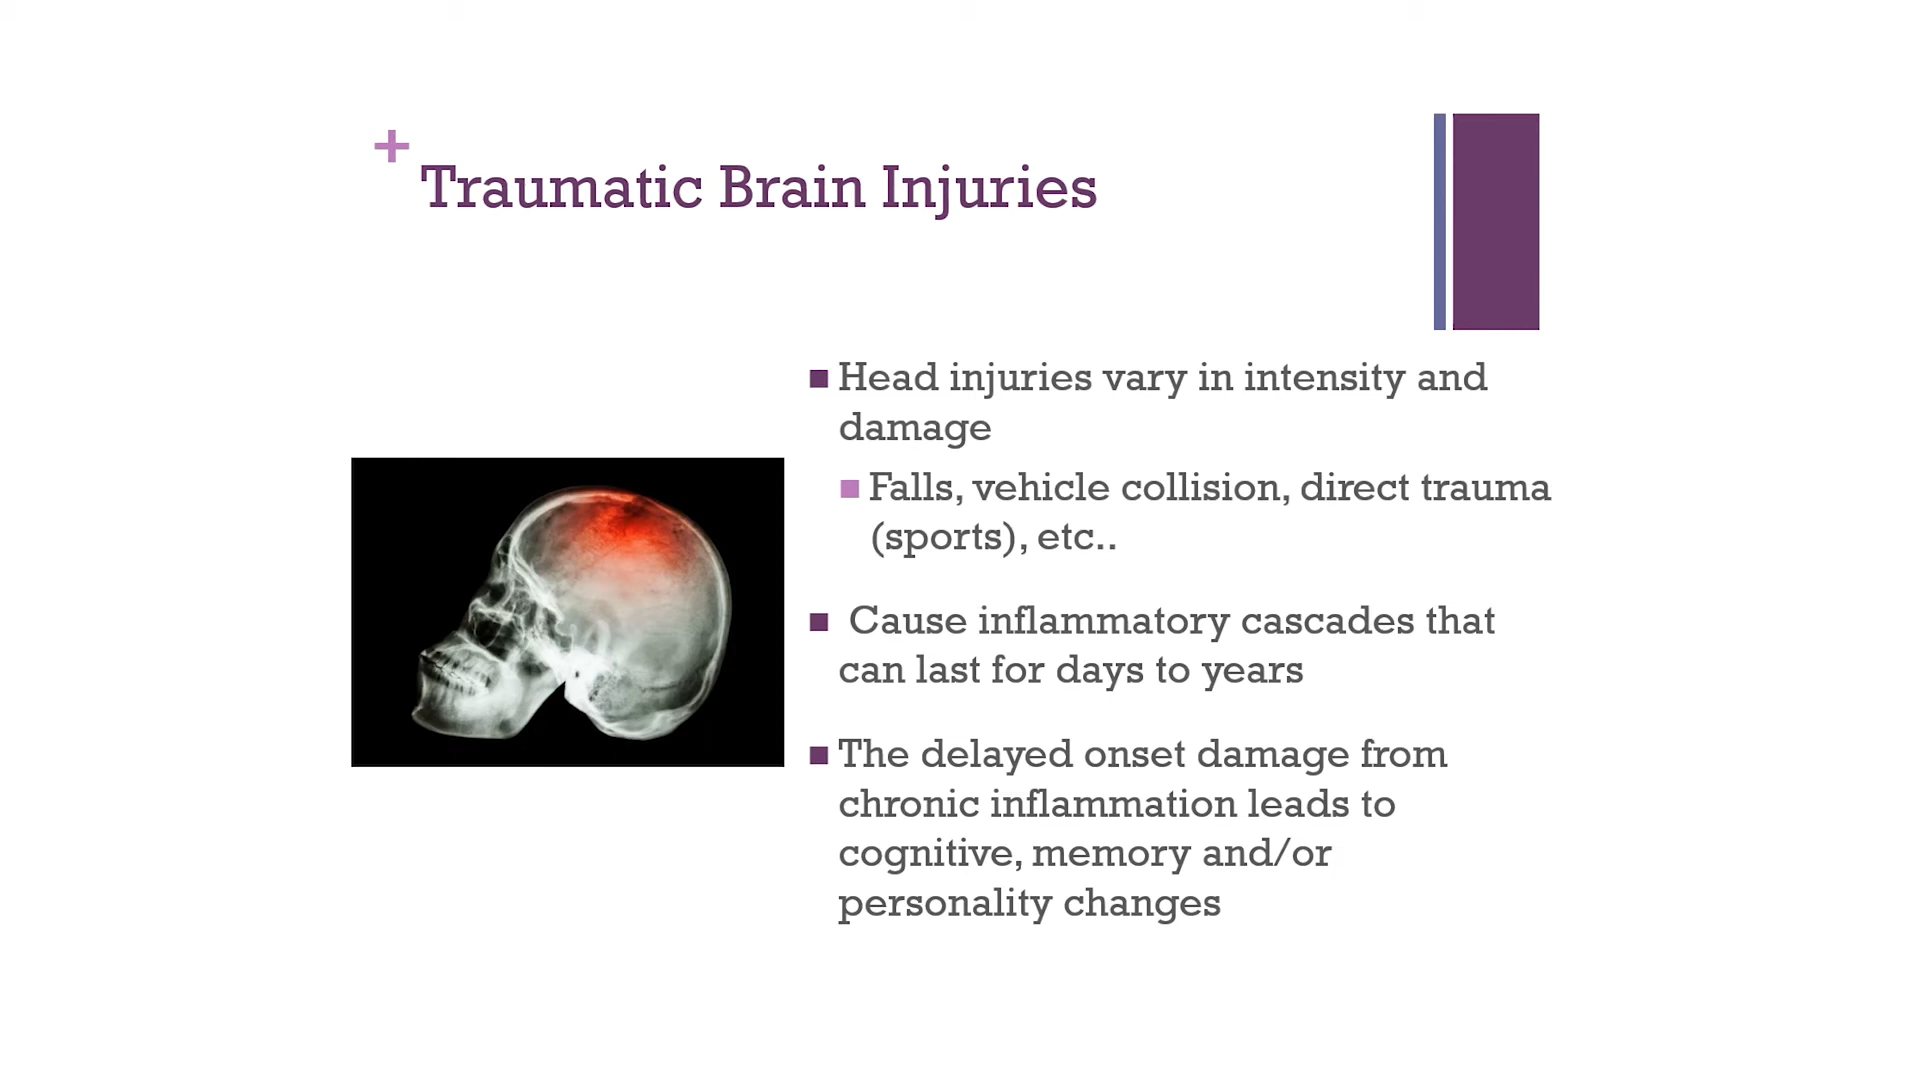 +
Traumatic Brain Injuries
Head injuries vary in intensity and
damage
Falls, vehicle collision, direct trauma
(sports), etc..
Cause inflammatory cascades that
can last for days to years
The delayed onset damage from
chronic inflammation leads to
cognitive, memory and/or
personality changes